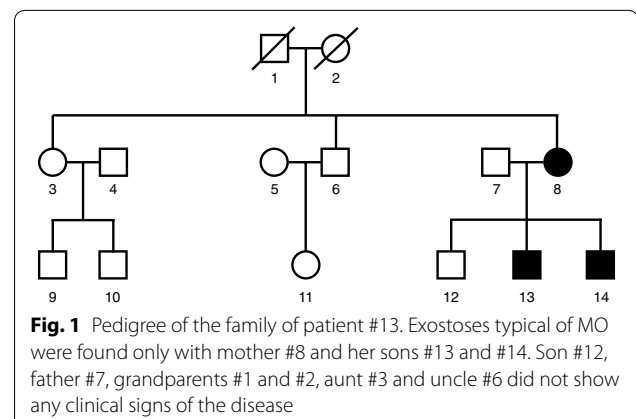 1 2
3 4 5 6 7 8
9 10 11 12 13 14
Fig. 1 Pedigree of the family of patient #13. Exostoses typical of MO
were found only with mother #8 and her sons #13 and #14. Son #12,
father #7, grandparents #1 and #2, aunt #3 and uncle #6 did not show
any clinical signs of the disease